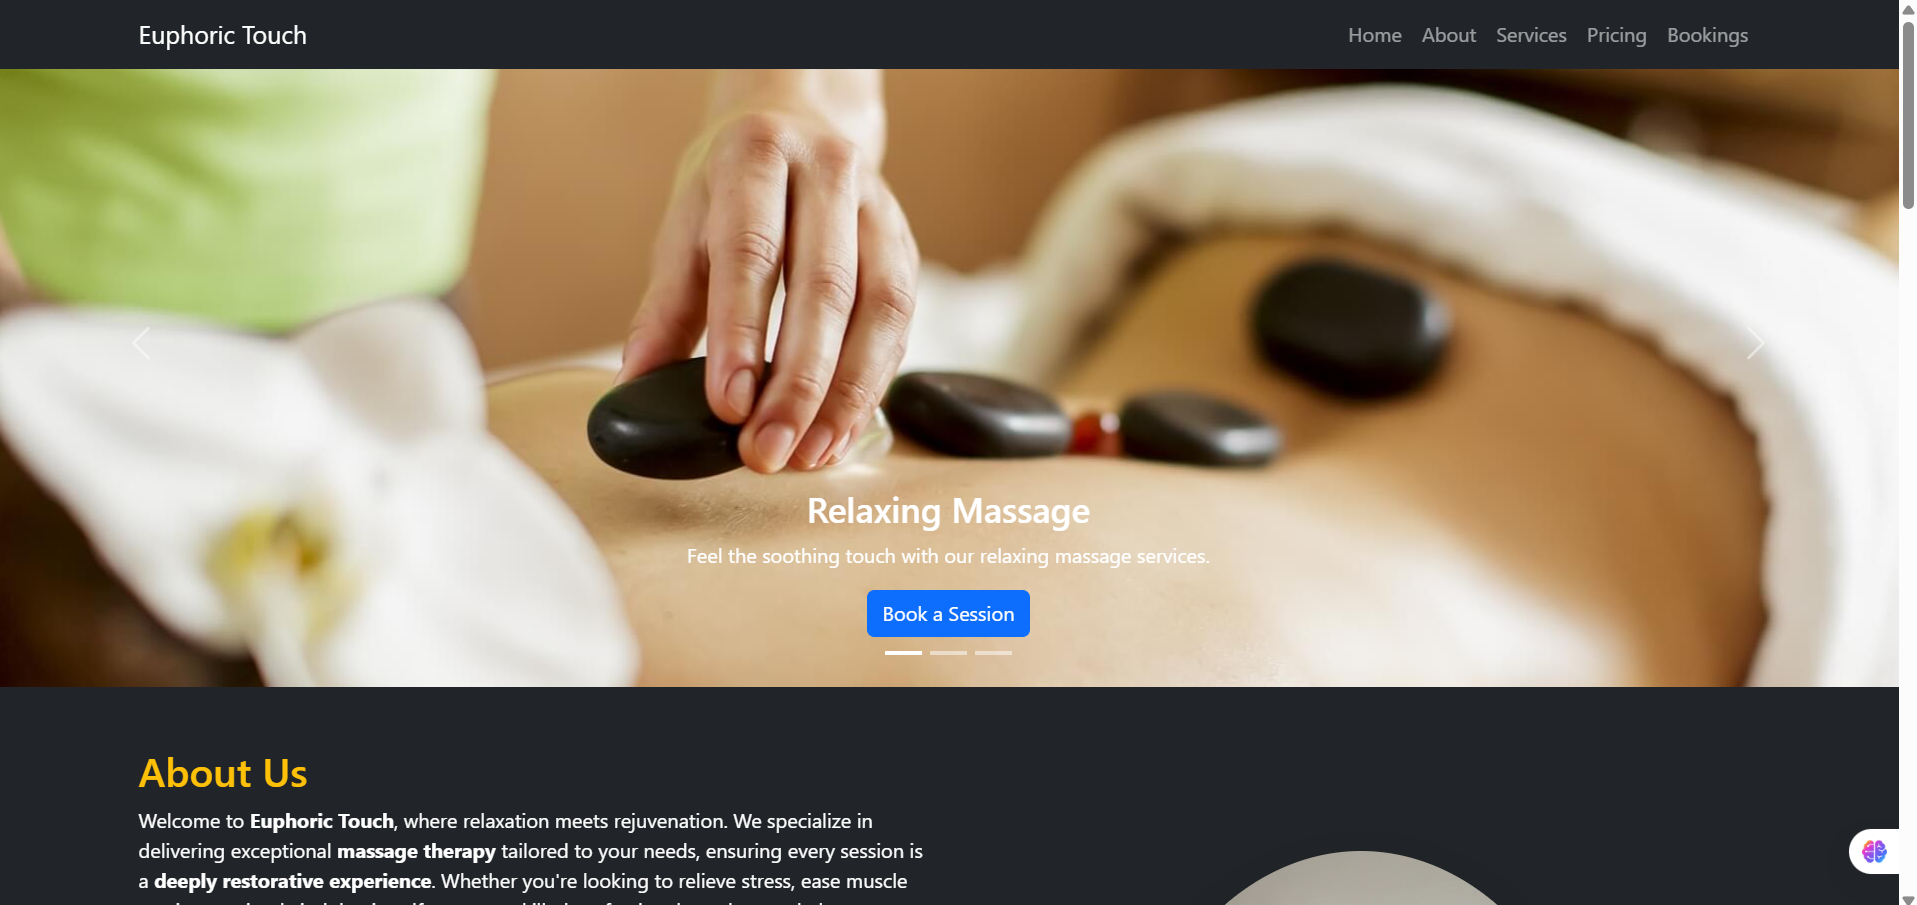 Euphoric Touch
Home About Services Pricing Bookings
Relaxing Massage
Feel the soothing touch with our relaxing massage services.
Book a Session
About Us
Welcome to Euphoric Touch, where relaxation meets rejuvenation. We specialize in
delivering exceptional massage therapy tailored to your needs, ensuring every session is
a deeply restorative experience. Whether you're looking to relieve stress, ease muscle